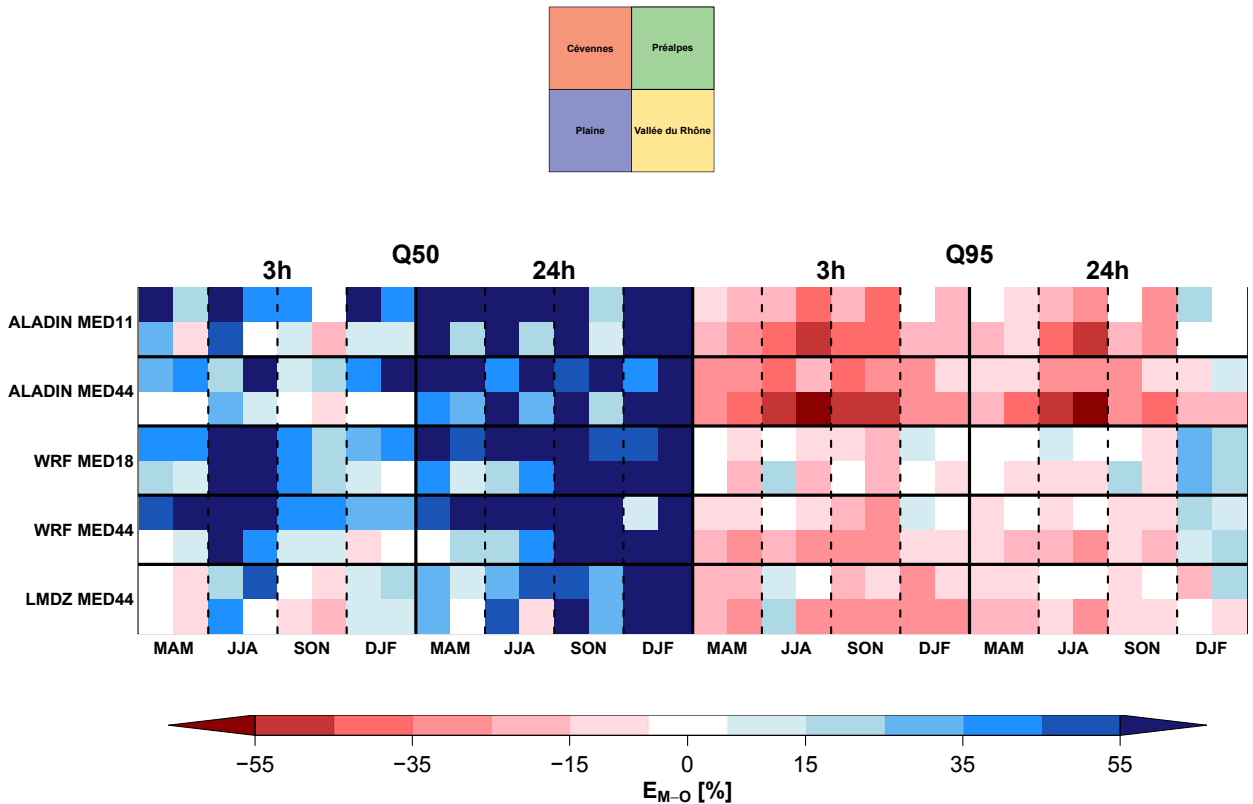 Cévennes Préalpes
Plaine Vallée du Rhône
Q50 Q95
3h 24h 3h 24h
ALADIN MED11
ALADIN MED44
WRF MED18
WRF MED44
LMDZ MED44
MAM JJA SON DJF MAM JJA SON DJF MAM JJA SON DJF MAM JJA SON DJF
−55 −35 −15 0 15 35 55
E_M−O [%]